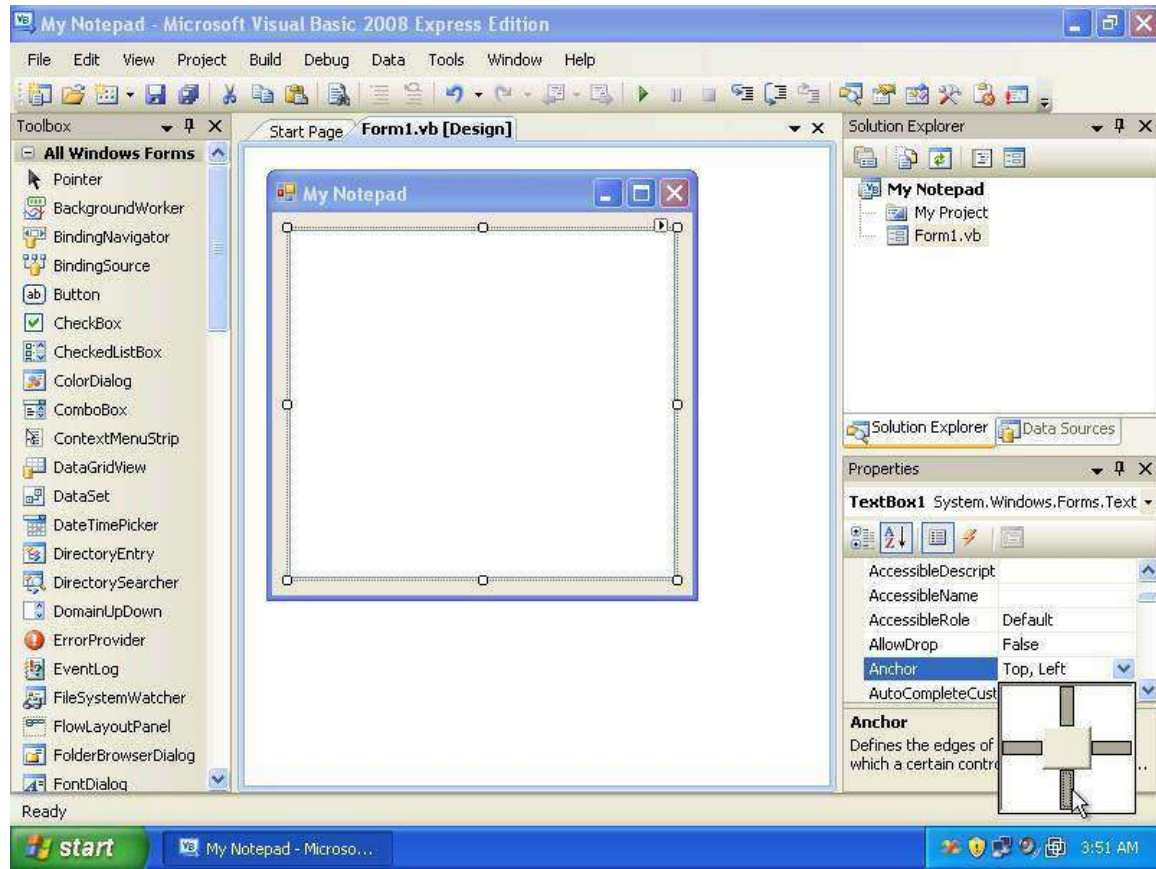 My Notepad - Microsoft Visual Basic 2008 Express Edition
File Edit View Project Build Debug Data Tools Window Help
Toolbox
All Windows Forms
Pointer
BackgroundWorker
BindingNavigator
BindingSource
Button
CheckBox
CheckedListBox
ColorDialog
ComboBox
ContextMenuStrip
DataGridView
DataSet
DateTimePicker
DirectoryEntry
DirectorySearcher
DomainUpDown
ErrorProvider
EventLog
FileSystemWatcher
FlowLayoutPanel
FolderBrowserDialog
FontDialog
Start Page Form1.vb [Design]
My Notepad
Solution Explorer
My Notepad
My Project
Form1.vb
Solution Explorer Data Sources
Properties
TextBox1 System.Windows.Forms.Text
AccessibleDescript
AccessibleName
AccessibleRole Default
AllowDrop False
Anchor Top, Left
AutoCompleteCust
Anchor
Defines the edges of
which a certain contro ..
Ready
start My Notepad - Microso... 3:51 AM